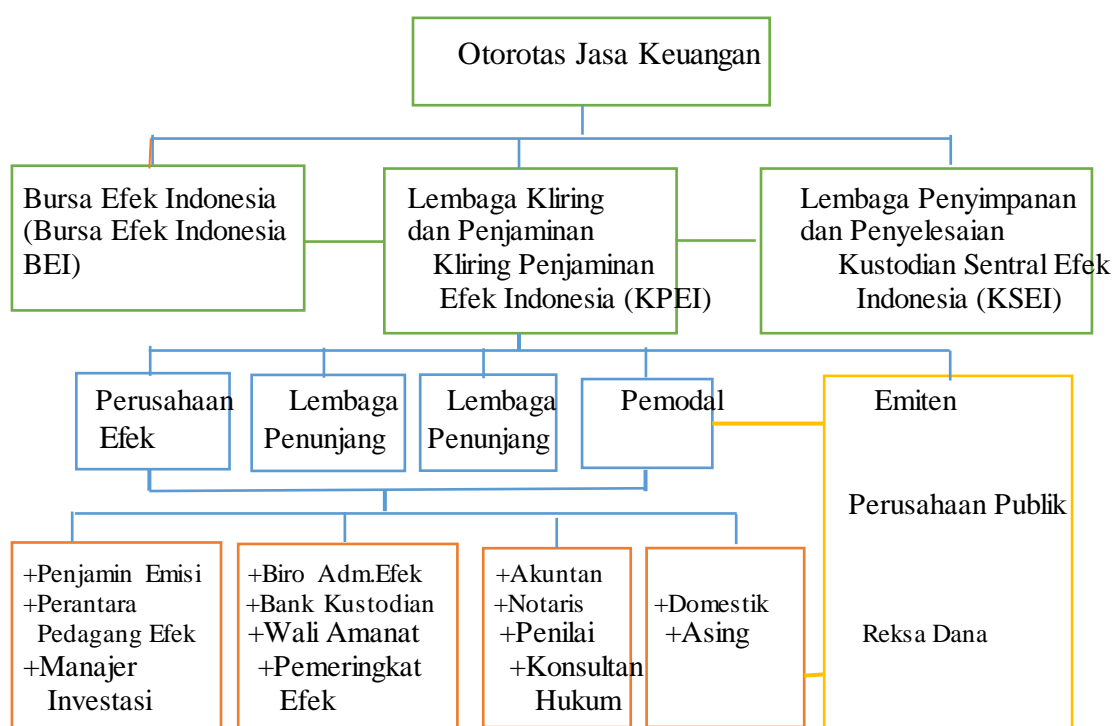 Otorotas Jasa Keuangan
Bursa Efek Indonesia
(Bursa Efek Indonesia
BEI)
Lembaga Kliring
dan Penjaminan
Kliring Penjaminan
Efek Indonesia (KPEI)
Lembaga Penyimpanan
dan Penyelesaian
Kustodian Sentral Efek
Indonesia (KSEI)
Perusahaan
Efek
Lembaga
Penunjang
Lembaga
Penunjang
Pemodal
Emiten
Perusahaan Publik
Reksa Dana
+Penjamin Emisi
+Perantara
Pedagang Efek
+Manajer
Investasi
+Biro Adm.Efek
+Bank Kustodian
+Wali Amanat
+Pemeringkat
Efek
+Akuntan
+Notaris
+Penilai
+Konsultan
Hukum
+Domestik
+Asing